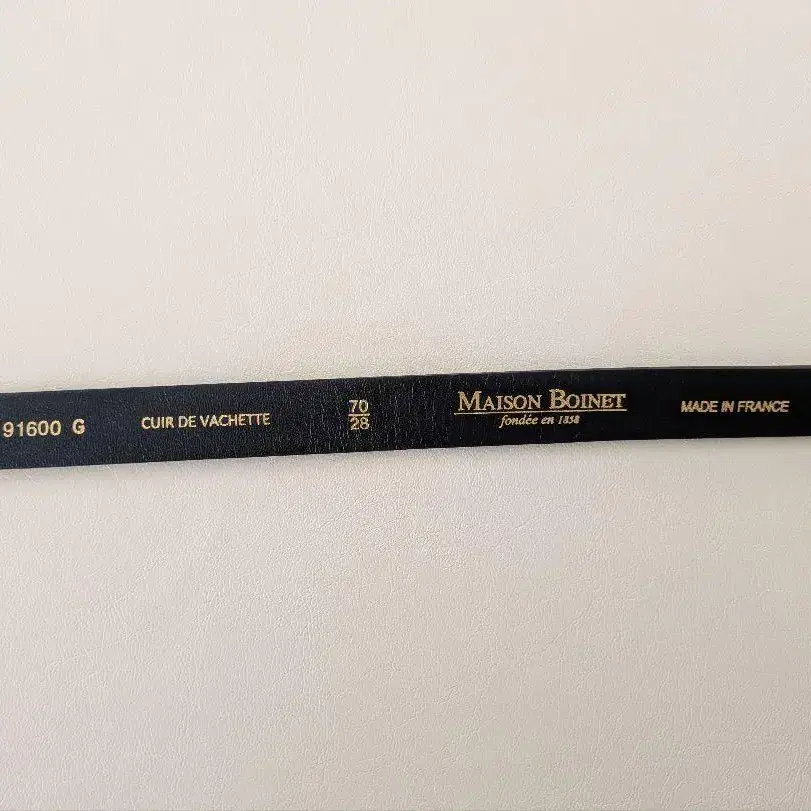 91600 G
CUIR DE VACHETTE
70
28
MAISON BOINET
fondée en 1858
MADE IN FRANCE